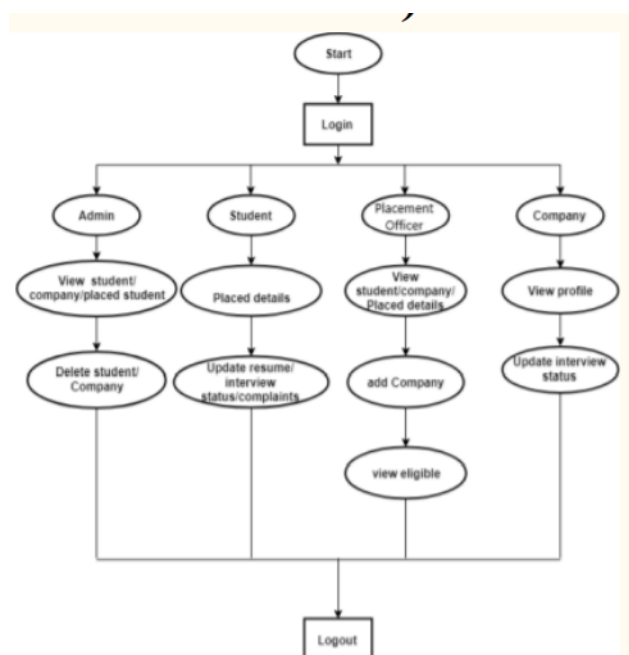 Start
Login
Admin
Student
Placement
Officer
Company
View student/
company/placed student
Placed details
View
student/company/
Placed details
View profile
Delete student/
Company
Update resume/
interview
status/complaints
add Company
Update interview
status
view eligible
Logout